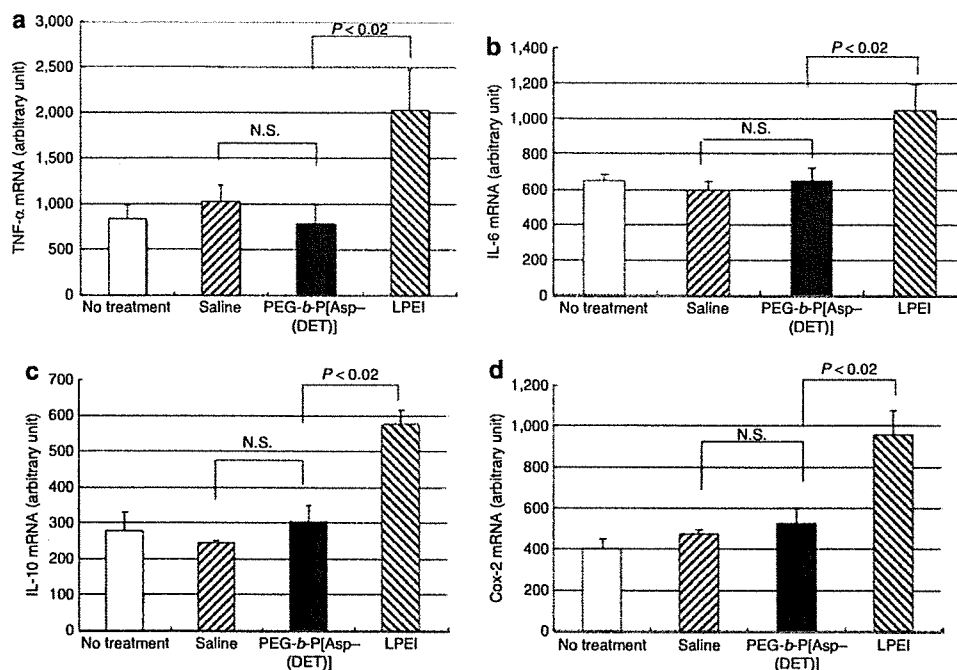 a
TNF-α mRNA (arbitrary unit)
3,000
2,500
2,000
1,500
1,000
500
0
P < 0.02
N.S.
No treatment
Saline
PEG-b-P[Asp–
(DET)]
LPEI
b
IL-6 mRNA (arbitrary unit)
1,400
1,200
1,000
800
600
400
200
0
P < 0.02
N.S.
No treatment
Saline
PEG-b-P[Asp–
(DET)]
LPEI
c
IL-10 mRNA (arbitrary unit)
700
600
500
400
300
200
100
0
P < 0.02
N.S.
No treatment
Saline
PEG-b-P[Asp–
(DET)]
LPEI
d
Cox-2 mRNA (arbitrary unit)
1,200
1,000
800
600
400
200
0
P < 0.02
N.S.
No treatment
Saline
PEG-b-P[Asp–
(DET)]
LPEI